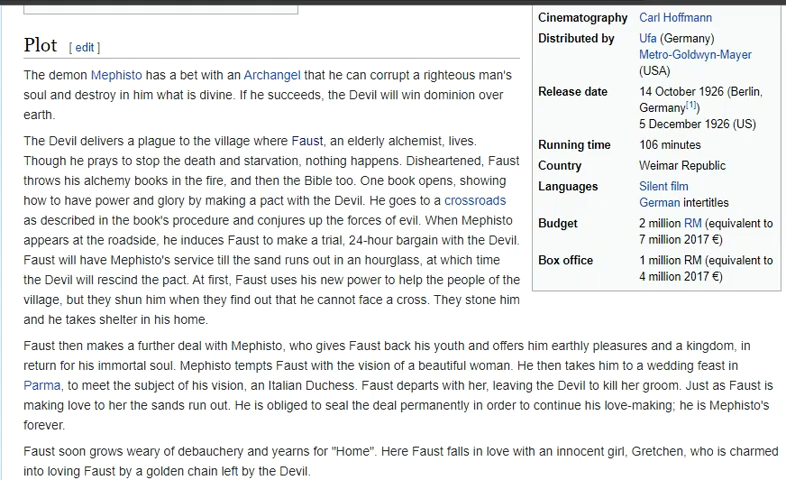 Plot [ edit ]
The demon Mephisto has a bet with an Archangel that he can corrupt a righteous man's
soul and destroy in him what is divine. If he succeeds, the Devil will win dominion over
earth.
The Devil delivers a plague to the village where Faust, an elderly alchemist, lives.
Though he prays to stop the death and starvation, nothing happens. Disheartened, Faust
throws his alchemy books in the fire, and then the Bible too. One book opens, showing
how to have power and glory by making a pact with the Devil. He goes to a crossroads
as described in the book's procedure and conjures up the forces of evil. When Mephisto
appears at the roadside, he induces Faust to make a trial, 24-hour bargain with the Devil.
Faust will have Mephisto's service till the sand runs out in an hourglass, at which time
the Devil will rescind the pact. At first, Faust uses his new power to help the people of the
village, but they shun him when they find out that he cannot face a cross. They stone him
and he takes shelter in his home.
Faust then makes a further deal with Mephisto, who gives Faust back his youth and offers him earthly pleasures and a kingdom, in
return for his immortal soul. Mephisto tempts Faust with the vision of a beautiful woman. He then takes him to a wedding feast in
Parma, to meet the subject of his vision, an Italian Duchess. Faust departs with her, leaving the Devil to kill her groom. Just as Faust is
making love to her the sands run out. He is obliged to seal the deal permanently in order to continue his love-making; he is Mephisto's
forever.
Faust soon grows weary of debauchery and yearns for "Home". Here Faust falls in love with an innocent girl, Gretchen, who is charmed
into loving Faust by a golden chain left by the Devil.
Cinematography Carl Hoffmann
Distributed by Ufa (Germany)
Metro-Goldwyn-Mayer
(USA)
Release date 14 October 1926 (Berlin,
Germany[1])
5 December 1926 (US)
Running time 106 minutes
Country Weimar Republic
Languages Silent film
German intertitles
Budget 2 million RM (equivalent to
7 million 2017 €)
Box office 1 million RM (equivalent to
4 million 2017 €)